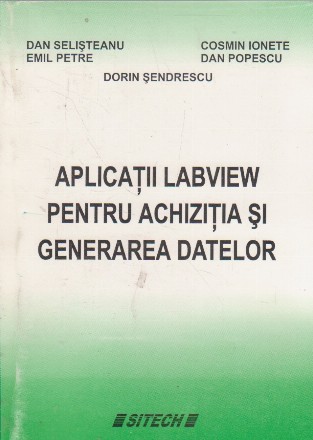 DAN SELIŞTEANU
EMIL PETRE
COSMIN IONETE
DAN POPESCU
DORIN ŞENDRESCU
APLICAŢII LABVIEW
PENTRU ACHIZIŢIA ŞI
GENERAREA DATELOR
SITECH